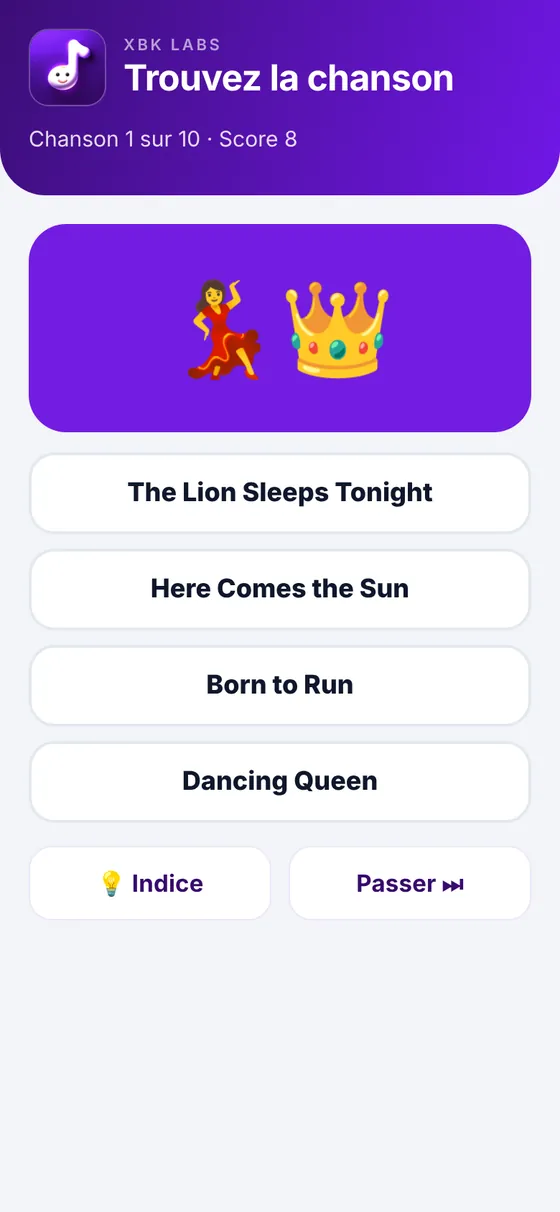 XBK LABS
Trouvez la chanson
Chanson 1 sur 10 · Score 8
The Lion Sleeps Tonight
Here Comes the Sun
Born to Run
Dancing Queen
💡 Indice
Passer ⏭